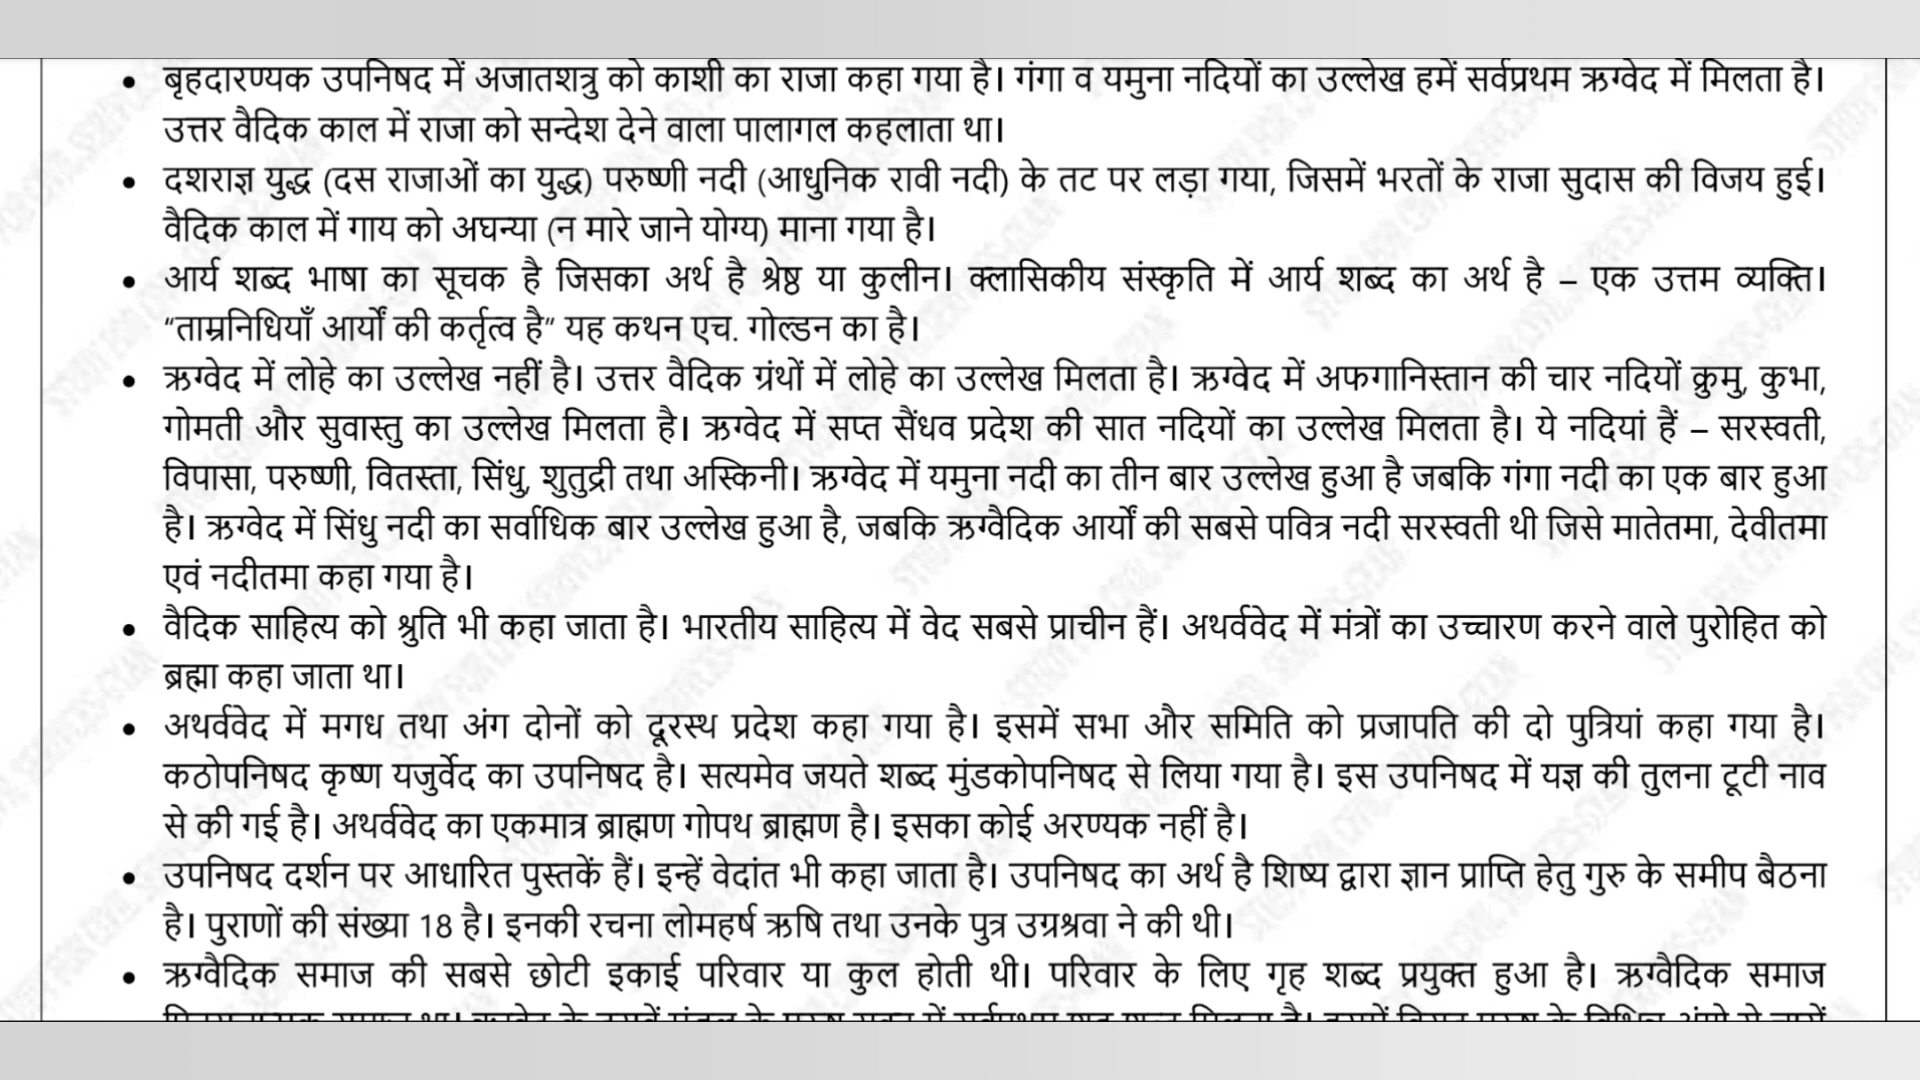 • बृहदारण्यक उपनिषद में अजातशत्रु को काशी का राजा कहा गया है। गंगा व यमुना नदियों का उल्लेख हमें सर्वप्रथम ऋग्वेद में मिलता है।
उत्तर वैदिक काल में राजा को सन्देश देने वाला पालागल कहलाता था।
• दशराज्ञ युद्ध (दस राजाओं का युद्ध) परुष्णी नदी (आधुनिक रावी नदी) के तट पर लड़ा गया, जिसमें भरतों के राजा सुदास की विजय हुई।
वैदिक काल में गाय को अघन्या (न मारे जाने योग्य) माना गया है।
• आर्य शब्द भाषा का सूचक है जिसका अर्थ है श्रेष्ठ या कुलीन। क्लासिकीय संस्कृति में आर्य शब्द का अर्थ है – एक उत्तम व्यक्ति।
“ताम्रनिधियाँ आर्यों की कर्तृत्व है” यह कथन एच. गोल्डन का है।
• ऋग्वेद में लोहे का उल्लेख नहीं है। उत्तर वैदिक ग्रंथों में लोहे का उल्लेख मिलता है। ऋग्वेद में अफगानिस्तान की चार नदियों क्रुमु, कुभा,
गोमती और सुवास्तु का उल्लेख मिलता है। ऋग्वेद में सप्त सैंधव प्रदेश की सात नदियों का उल्लेख मिलता है। ये नदियां हैं – सरस्वती,
विपासा, परुष्णी, वितस्ता, सिंधु, शुतुद्री तथा अस्किनी। ऋग्वेद में यमुना नदी का तीन बार उल्लेख हुआ है जबकि गंगा नदी का एक बार हुआ
है। ऋग्वेद में सिंधु नदी का सर्वाधिक बार उल्लेख हुआ है, जबकि ऋग्वैदिक आर्यों की सबसे पवित्र नदी सरस्वती थी जिसे मातेतमा, देवीतमा
एवं नदीतमा कहा गया है।
• वैदिक साहित्य को श्रुति भी कहा जाता है। भारतीय साहित्य में वेद सबसे प्राचीन हैं। अथर्ववेद में मंत्रों का उच्चारण करने वाले पुरोहित को
ब्रह्मा कहा जाता था।
• अथर्ववेद में मगध तथा अंग दोनों को दूरस्थ प्रदेश कहा गया है। इसमें सभा और समिति को प्रजापति की दो पुत्रियां कहा गया है।
कठोपनिषद कृष्ण यजुर्वेद का उपनिषद है। सत्यमेव जयते शब्द मुंडकोपनिषद से लिया गया है। इस उपनिषद में यज्ञ की तुलना टूटी नाव
से की गई है। अथर्ववेद का एकमात्र ब्राह्मण गोपथ ब्राह्मण है। इसका कोई अरण्यक नहीं है।
• उपनिषद दर्शन पर आधारित पुस्तकें हैं। इन्हें वेदांत भी कहा जाता है। उपनिषद का अर्थ है शिष्य द्वारा ज्ञान प्राप्ति हेतु गुरु के समीप बैठना
है। पुराणों की संख्या 18 है। इनकी रचना लोमहर्ष ऋषि तथा उनके पुत्र उग्रश्रवा ने की थी।
• ऋग्वैदिक समाज की सबसे छोटी इकाई परिवार या कुल होती थी। परिवार के लिए गृह शब्द प्रयुक्त हुआ है। ऋग्वैदिक समाज